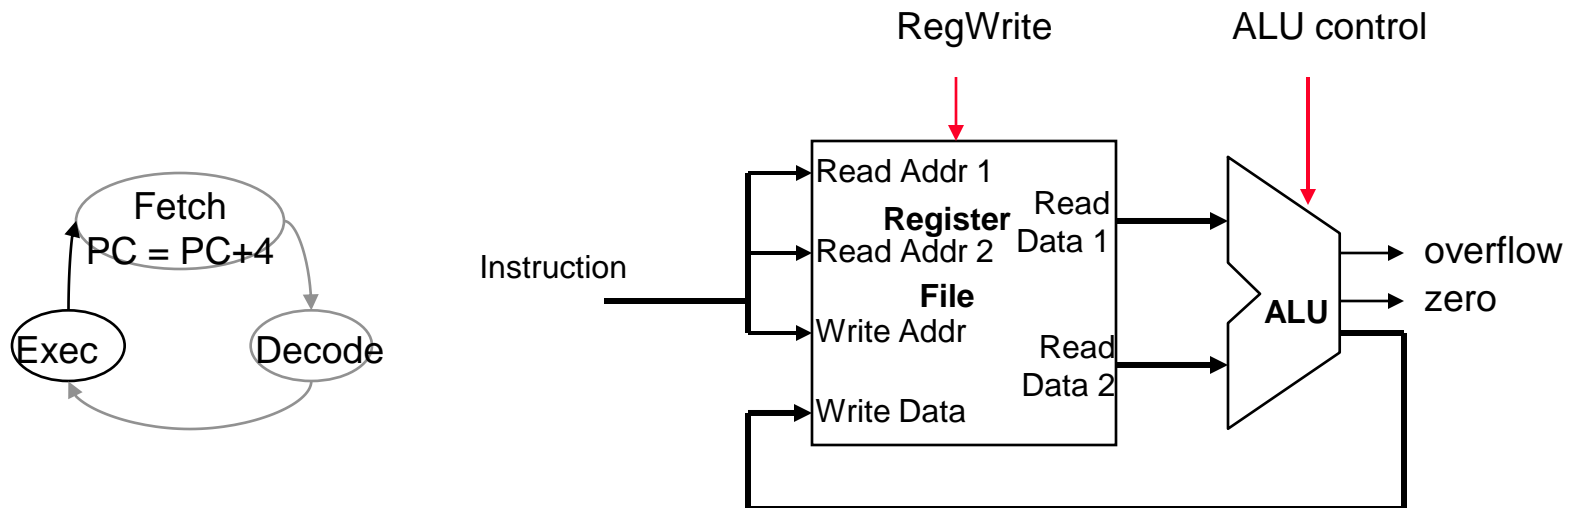 Fetch
PC = PC+4
Exec
Decode
RegWrite
ALU control
Instruction
Read Addr 1
Register
Read Addr 2
File
Write Addr
Write Data
Read
Data 1
Read
Data 2
ALU
overflow
zero